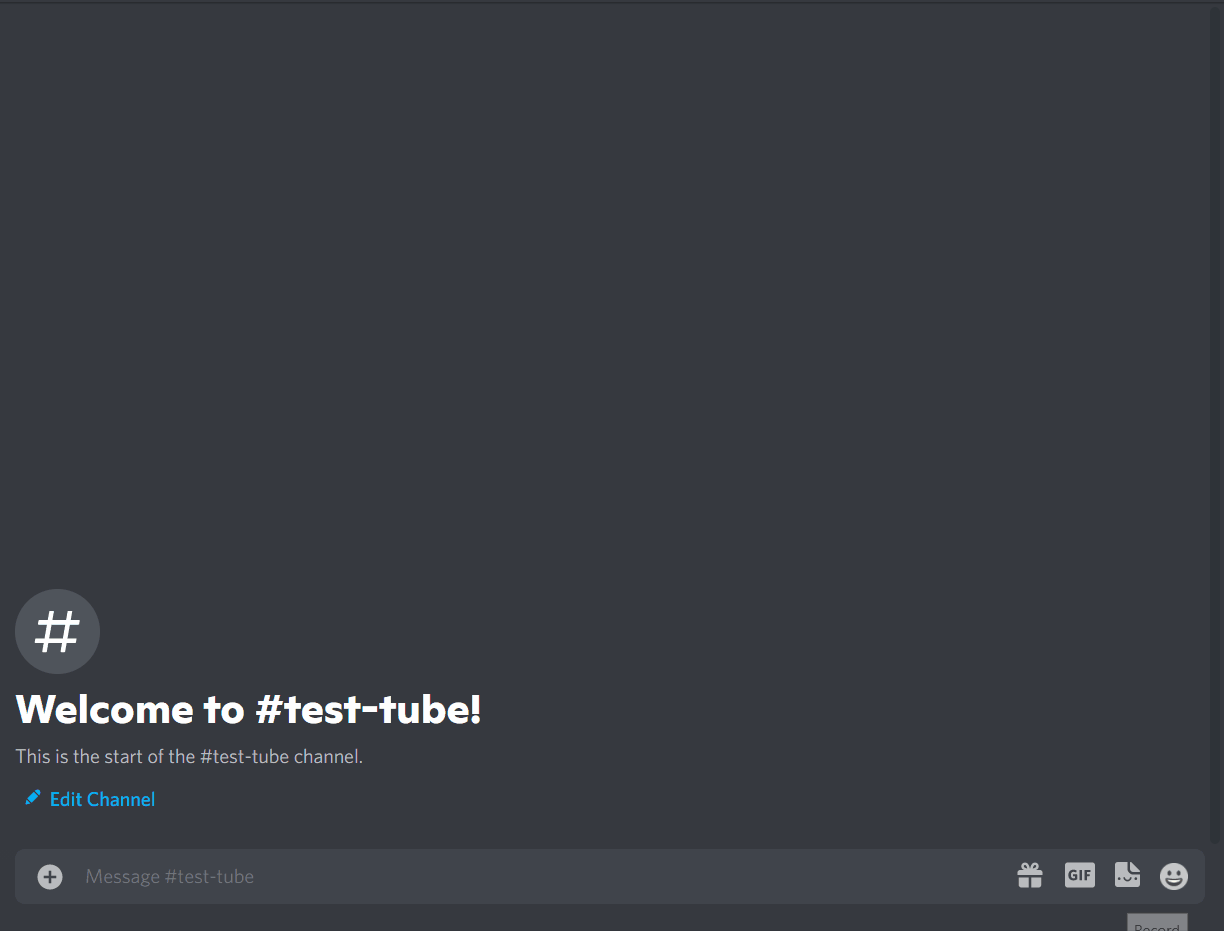 #
Welcome to #test-tube!
This is the start of the #test-tube channel.
Edit Channel
Message #test-tube
GIF
Record